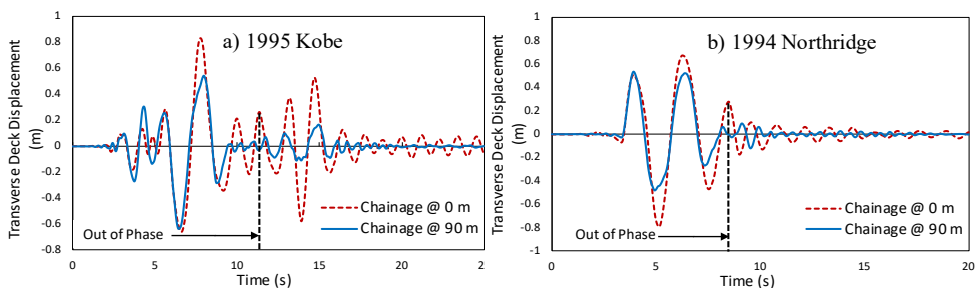 a) 1995 Kobe
Transverse Deck Displacement
(m)
1
0.8
0.6
0.4
0.2
0
-0.2
-0.4
-0.6
-0.8
0
5
10
15
20
25
Out of Phase
Chainage @ 0 m
Chainage @ 90 m
Time (s)
b) 1994 Northridge
Transverse Deck Displacement
(m)
1
0.8
0.6
0.4
0.2
0
-0.2
-0.4
-0.6
-0.8
-1
0
5
10
15
20
Out of Phase
Chainage @ 0 m
Chainage @ 90 m
Time (s)